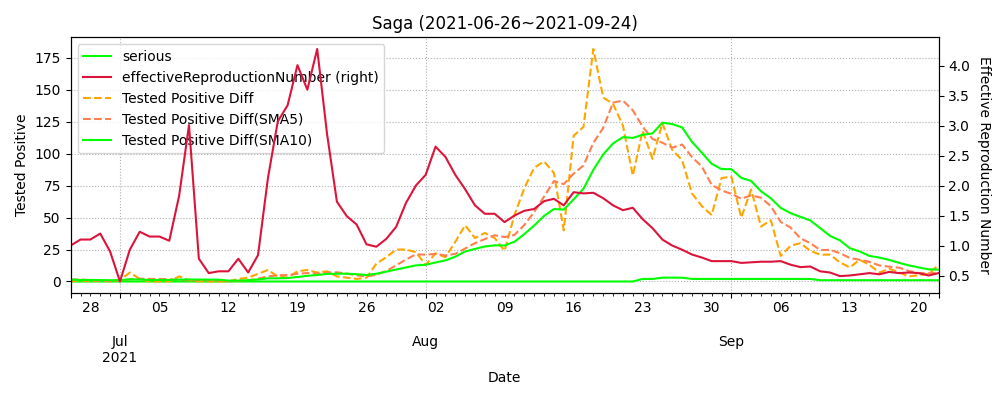 Saga (2021-06-26~2021-09-24)
serious
effectiveReproductionNumber (right)
Tested Positive Diff
Tested Positive Diff(SMA5)
Tested Positive Diff(SMA10)
Tested Positive
175
150
125
100
75
50
25
0
4.0
3.5
3.0
2.5
2.0
1.5
1.0
0.5
Effective Reproduction Number
28 05 12 19 26 02 09 16 23 30 06 13 20
Jul Aug Sep
2021
Date